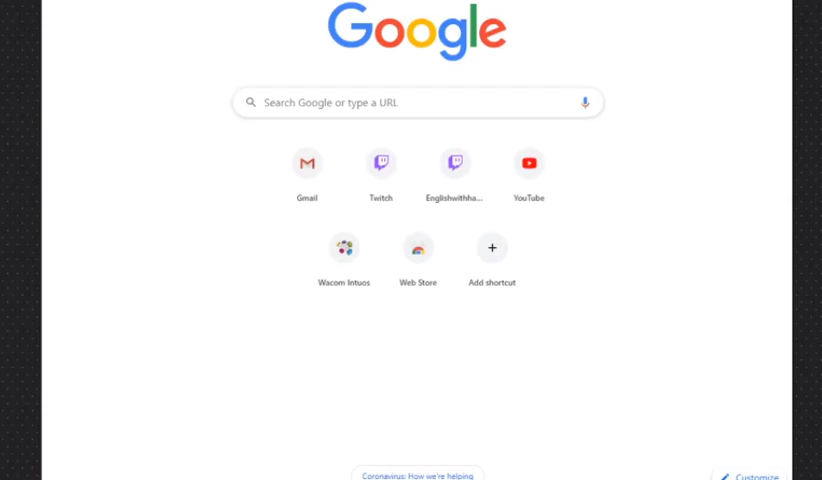 Google
Search Google or type a URL
Gmail
Twitch
Englishwithha...
YouTube
Wacom Intuos
Web Store
Add shortcut
Coronavirus: How we're helping
Customize